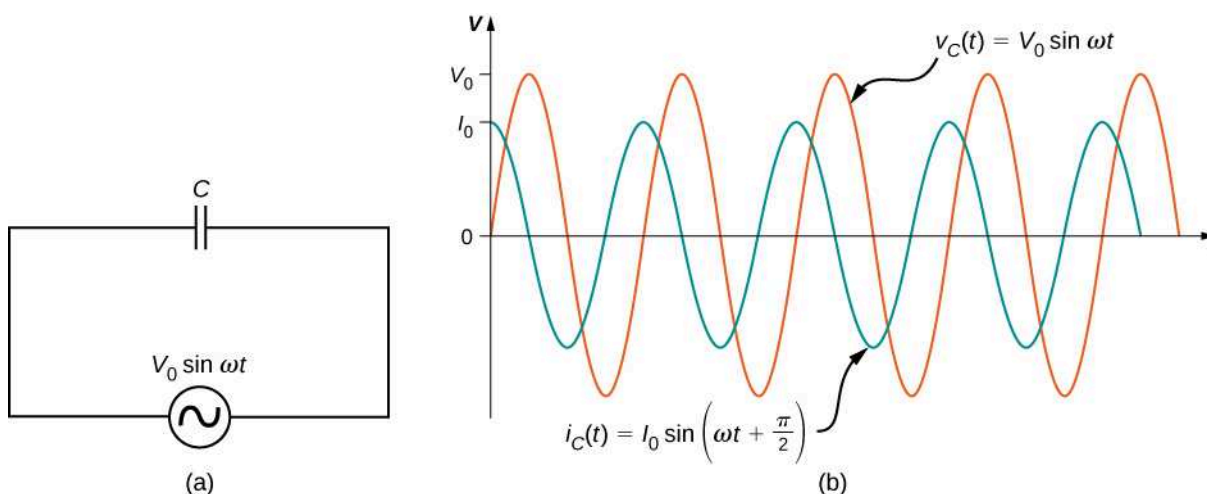 C
V₀ sin ωt
(a)
V
V₀
I₀
0
v_C(t) = V₀ sin ωt
i_C(t) = I₀ sin (ωt + π/2)
(b)